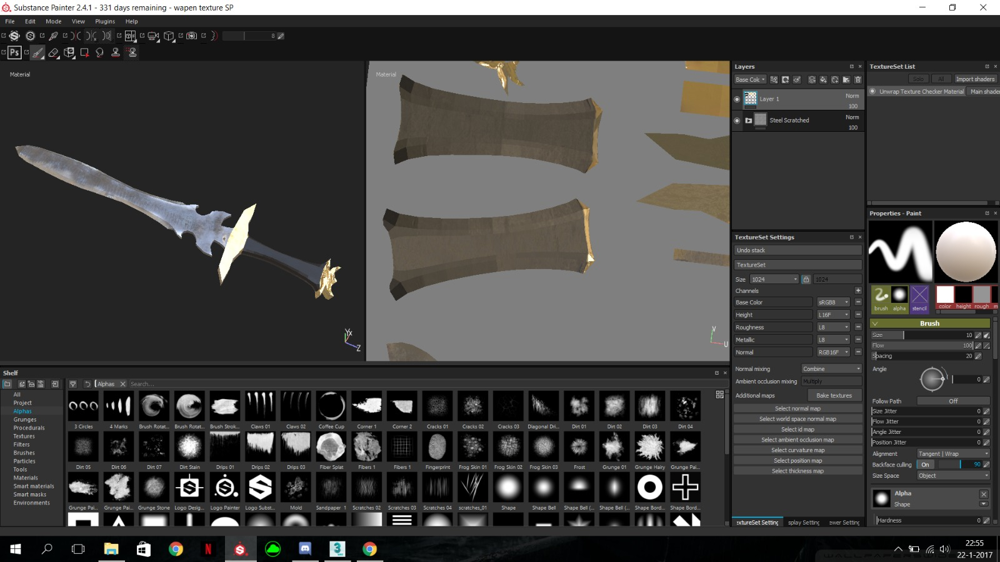 Substance Painter 2.4.1 - 331 days remaining - wapen texture SP
File Edit Mode View Plugins Help
8
Ps
Material
Material
Y X
Z
V
U
Layers
Base Col
Layer 1
Norm
100
Steel Scratched
Norm
100
TextureSet List
Solo All Import shaders
Unwrap Texture Checker Material Main shade
TextureSet Settings
Undo stack
TextureSet
Size 1024 1024
Channels
Base Color sRGB8
Height L16F
Roughness L8
Metallic L8
Normal RGB16F
Normal mixing Combine
Ambient occlusion mixing Multiply
Additional maps Bake textures
Select normal map
Select world space normal map
Select id map
Select ambient occlusion map
Select curvature map
Select position map
Select thickness map
extureSet Setting splay Setting ewer Setting
Properties - Paint
brush alpha stencil color height rough m
Brush
Size 10
Flow 100
Spacing 20
Angle 0
Follow Path Off
Size Jitter 0
Flow Jitter 0
Angle Jitter 0
Position Jitter 0
Alignment Tangent | Wrap
Backface culling On 90
Size Space Object
Alpha
Shape
Hardness 0
Shelf
Alphas Search...
All
Project
Alphas
Grunges
Procedurals
Textures
Filters
Brushes
Particles
Tools
Materials
Smart materials
Smart masks
Environments
3 Circles 4 Marks Brush Rotat... Brush Rotat... Brush Strok... Claws 01 Claws 02 Coffee Cup Corner 1 Corner 2 Cracks 01 Cracks 02 Cracks 03 Diagonal Dri... Dirt 01 Dirt 02 Dirt 03 Dirt 04
Dirt 05 Dirt 06 Dirt 07 Dirt Stain Drips 01 Drips 02 Drips 03 Fiber Splat Fibers 1 Fibers 1 Fingerprint Frog Skin 01 Frog Skin 02 Frog Skin 03 Frost Grunge 01 Grunge Hairy Grunge Pai...
Grunge Pai... Grunge Pai... Grunge Stone Logo Desig... Logo Painter Logo Subst... Mold Sandpaper 1 Scratches 02 Scratches 03 Scratches 04 scratches_01 Shape Shape Bell Shape Bell (... Shape Bell (... Shape Bord... Shape Bord...
22:55
22-1-2017